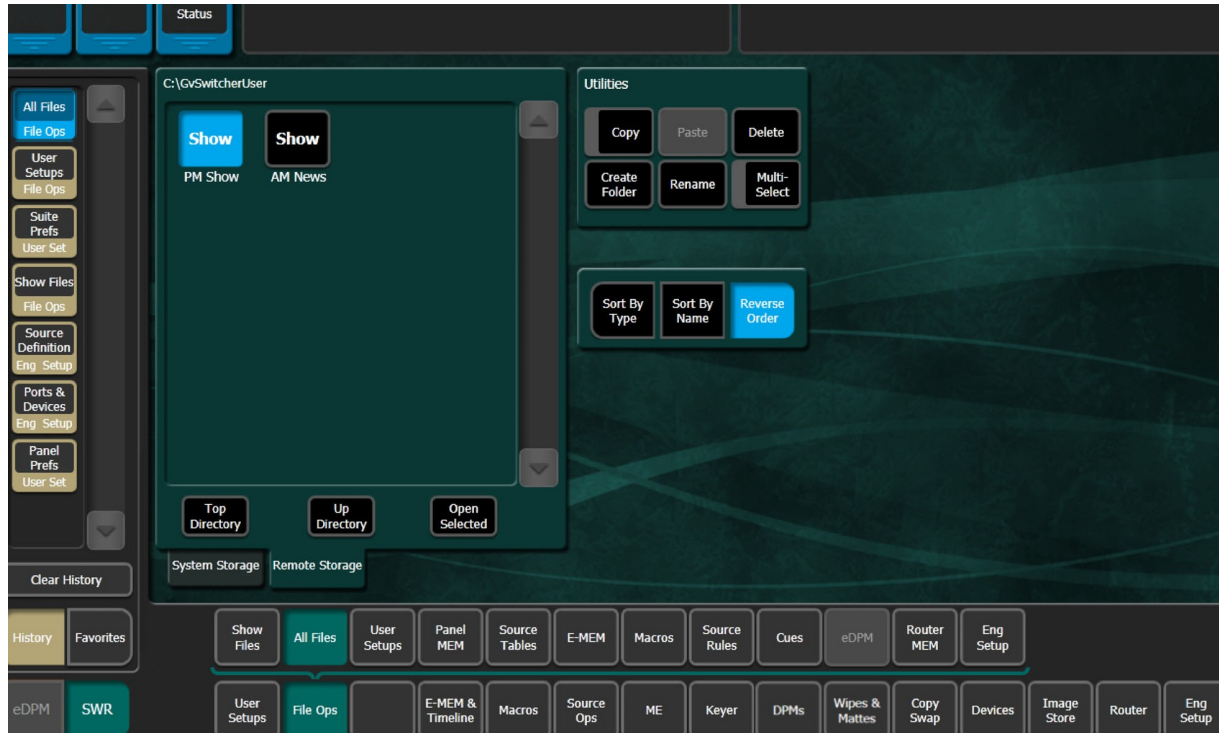 Status
All Files
File Ops
User
Setups
File Ops
Suite
Prefs
User Set
Show Files
File Ops
Source
Definition
Eng Setup
Ports &
Devices
Eng Setup
Panel
Prefs
User Set
Clear History
History
Favorites
eDPM
SWR
C:\GvSwitcherUser
Show
Show
PM Show
AM News
Top
Directory
Up
Directory
Open
Selected
System Storage
Remote Storage
Utilities
Copy
Paste
Delete
Create
Folder
Rename
Multi-
Select
Sort By
Type
Sort By
Name
Reverse
Order
Show
Files
All Files
User
Setups
Panel
MEM
Source
Tables
E-MEM
Macros
Source
Rules
Cues
eDPM
Router
MEM
Eng
Setup
User
Setups
File Ops
E-MEM &
Timeline
Macros
Source
Ops
ME
Keyer
DPMs
Wipes &
Mattes
Copy
Swap
Devices
Image
Store
Router
Eng
Setup